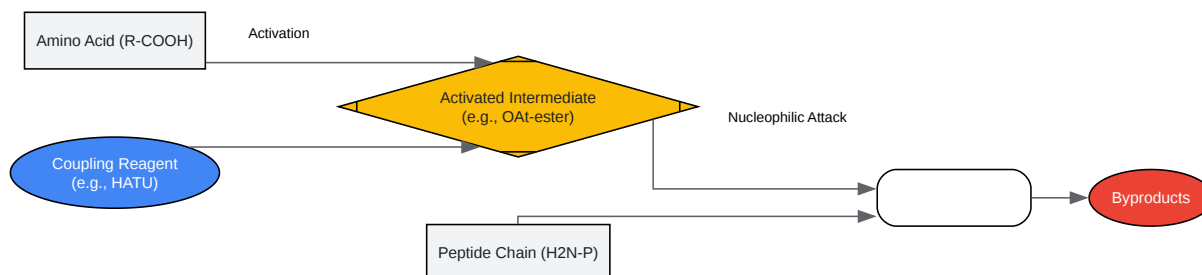 Amino Acid (R-COOH)
Activation
Activated Intermediate
(e.g., OAt-ester)
Nucleophilic Attack
Coupling Reagent
(e.g., HATU)
Byproducts
Peptide Chain (H2N-P)